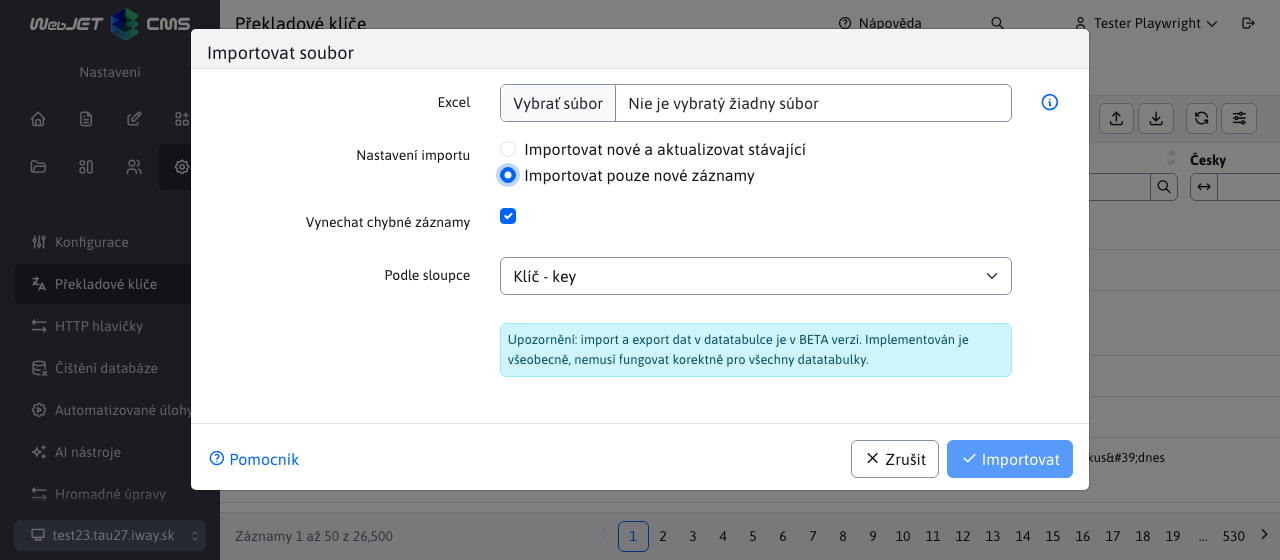 WebJET CMS
Překladové klíče
Nápověda
Tester Playwright
Nastavení
Importovat soubor
Excel
Vybrať súbor
Nie je vybratý žiadny súbor
Nastavení importu
Importovat nové a aktualizovat stávající
Importovat pouze nové záznamy
Vynechat chybné záznamy
Podle sloupce
Klíč - key
Upozornění: import a export dat v datatabulce je v BETA verzi. Implementován je
všeobecně, nemusí fungovat korektně pro všechny datatabulky.
Pomocník
Zrušit
Importovat
Česky
Konfigurace
Překladové klíče
HTTP hlavičky
Čištění databáze
Automatizované úlohy
AI nástroje
Hromadné úpravy
test23.tau27.iway.sk
kus&#39;dnes
Záznamy 1 až 50 z 26,500
1 2 3 4 5 6 7 8 9 10 11 12 13 14 15 16 17 18 19 ... 530